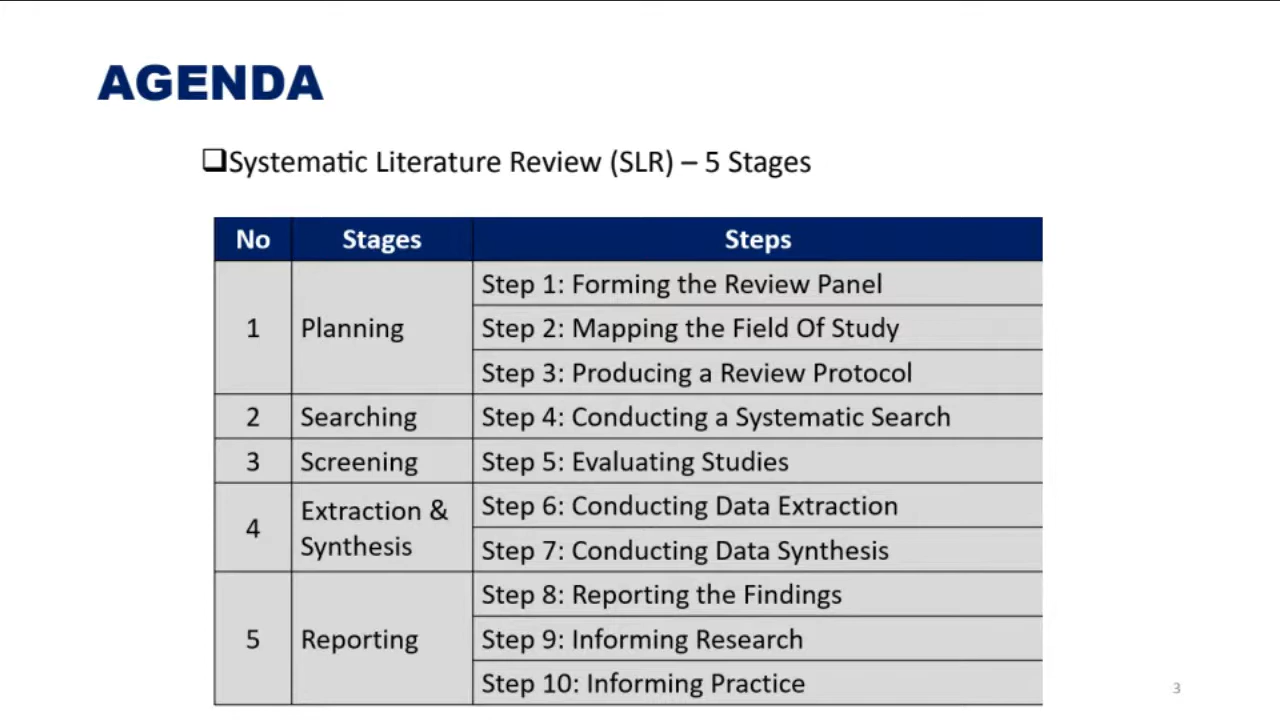 AGENDA
Systematic Literature Review (SLR) – 5 Stages
No Stages Steps
1 Planning Step 1: Forming the Review Panel
Step 2: Mapping the Field Of Study
Step 3: Producing a Review Protocol
2 Searching Step 4: Conducting a Systematic Search
3 Screening Step 5: Evaluating Studies
4 Extraction &
Synthesis
Step 6: Conducting Data Extraction
Step 7: Conducting Data Synthesis
5 Reporting Step 8: Reporting the Findings
Step 9: Informing Research
Step 10: Informing Practice
3